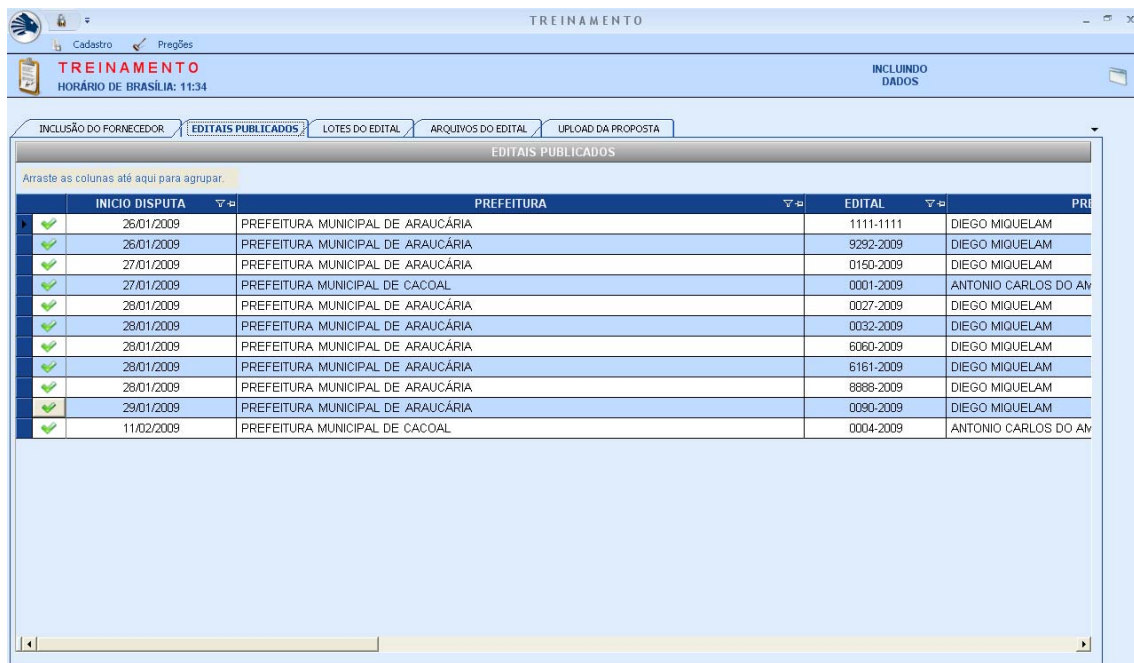 TREINAMENTO
Cadastro Pregões
TREINAMENTO
HORÁRIO DE BRASÍLIA: 11:34
INCLUINDO
DADOS
INCLUSÃO DO FORNECEDOR EDITAIS PUBLICADOS LOTES DO EDITAL ARQUIVOS DO EDITAL UPLOAD DA PROPOSTA
EDITAIS PUBLICADOS
Arraste as colunas até aqui para agrupar.
INICIO DISPUTA PREFEITURA EDITAL PRE
26/01/2009 PREFEITURA MUNICIPAL DE ARAUCÁRIA 1111-1111 DIEGO MIQUELAM
26/01/2009 PREFEITURA MUNICIPAL DE ARAUCÁRIA 9292-2009 DIEGO MIQUELAM
27/01/2009 PREFEITURA MUNICIPAL DE ARAUCÁRIA 0150-2009 DIEGO MIQUELAM
27/01/2009 PREFEITURA MUNICIPAL DE CACOAL 0001-2009 ANTONIO CARLOS DO AM
28/01/2009 PREFEITURA MUNICIPAL DE ARAUCÁRIA 0027-2009 DIEGO MIQUELAM
28/01/2009 PREFEITURA MUNICIPAL DE ARAUCÁRIA 0032-2009 DIEGO MIQUELAM
28/01/2009 PREFEITURA MUNICIPAL DE ARAUCÁRIA 6060-2009 DIEGO MIQUELAM
28/01/2009 PREFEITURA MUNICIPAL DE ARAUCÁRIA 6161-2009 DIEGO MIQUELAM
28/01/2009 PREFEITURA MUNICIPAL DE ARAUCÁRIA 8888-2009 DIEGO MIQUELAM
29/01/2009 PREFEITURA MUNICIPAL DE ARAUCÁRIA 0090-2009 DIEGO MIQUELAM
11/02/2009 PREFEITURA MUNICIPAL DE CACOAL 0004-2009 ANTONIO CARLOS DO AM